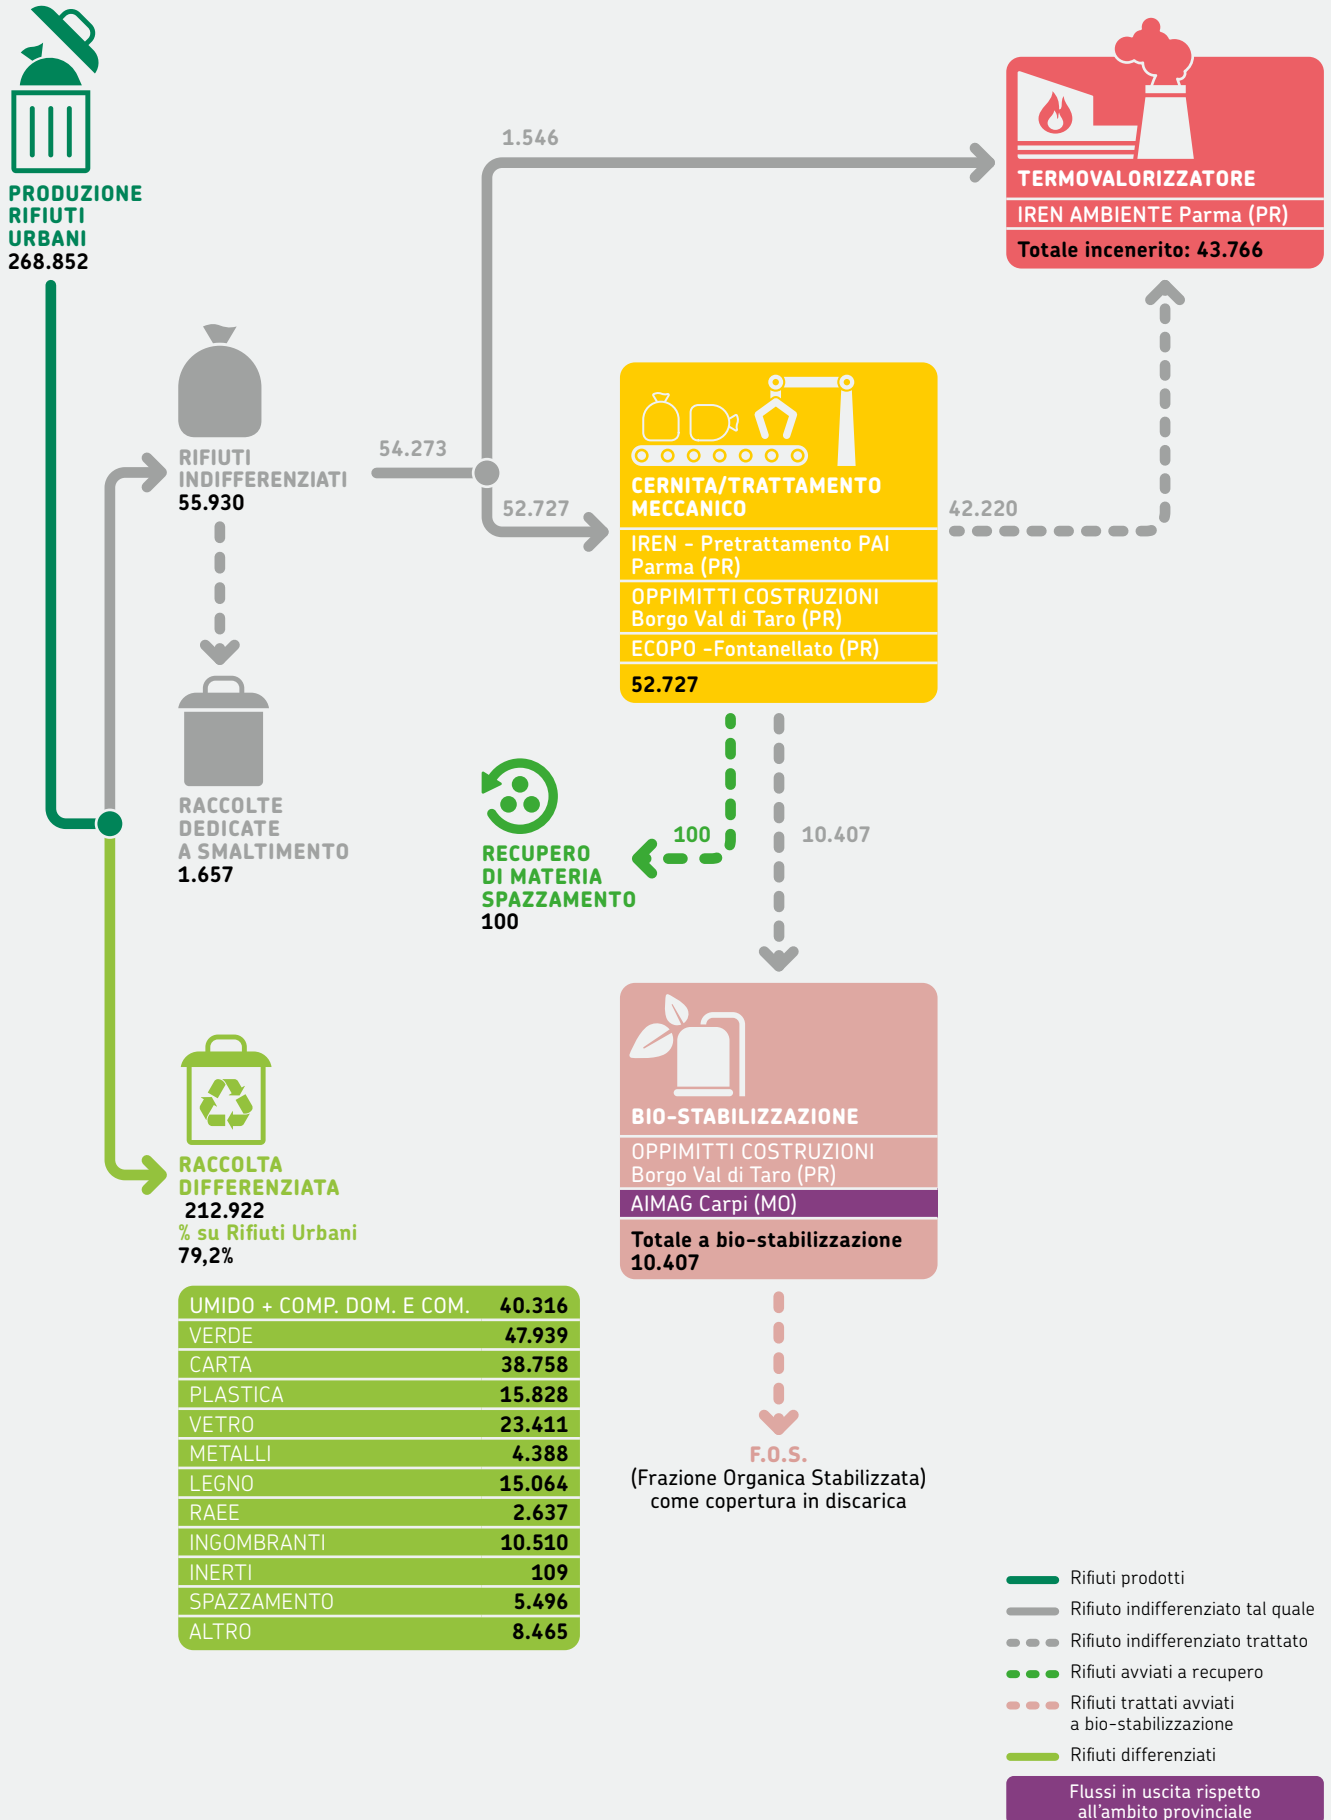 PRODUZIONE
RIFIUTI
URBANI
268.852
1.546
TERMOVALORIZZATORE
IREN AMBIENTE Parma (PR)
Totale incenerito: 43.766
RIFIUTI
INDIFFERENZIATI
55.930
54.273
52.727
CERNITA/TRATTAMENTO
MECCANICO
IREN - Pretrattamento PAI
Parma (PR)
OPPIMITTI COSTRUZIONI
Borgo Val di Taro (PR)
ECOPO -Fontanellato (PR)
52.727
42.220
RACCOLTE
DEDICATE
A SMALTIMENTO
1.657
RECUPERO
DI MATERIA
SPAZZAMENTO
100
100
10.407
BIO-STABILIZZAZIONE
OPPIMITTI COSTRUZIONI
Borgo Val di Taro (PR)
AIMAG Carpi (MO)
Totale a bio-stabilizzazione
10.407
RACCOLTA
DIFFERENZIATA
212.922
% su Rifiuti Urbani
79,2%
UMIDO + COMP. DOM. E COM. 40.316
VERDE 47.939
CARTA 38.758
PLASTICA 15.828
VETRO 23.411
METALLI 4.388
LEGNO 15.064
RAEE 2.637
INGOMBRANTI 10.510
INERTI 109
SPAZZAMENTO 5.496
ALTRO 8.465
F.O.S.
(Frazione Organica Stabilizzata)
come copertura in discarica
Rifiuti prodotti
Rifiuto indifferenziato tal quale
Rifiuto indifferenziato trattato
Rifiuti avviati a recupero
Rifiuti trattati avviati
a bio-stabilizzazione
Rifiuti differenziati
Flussi in uscita rispetto
all'ambito provinciale